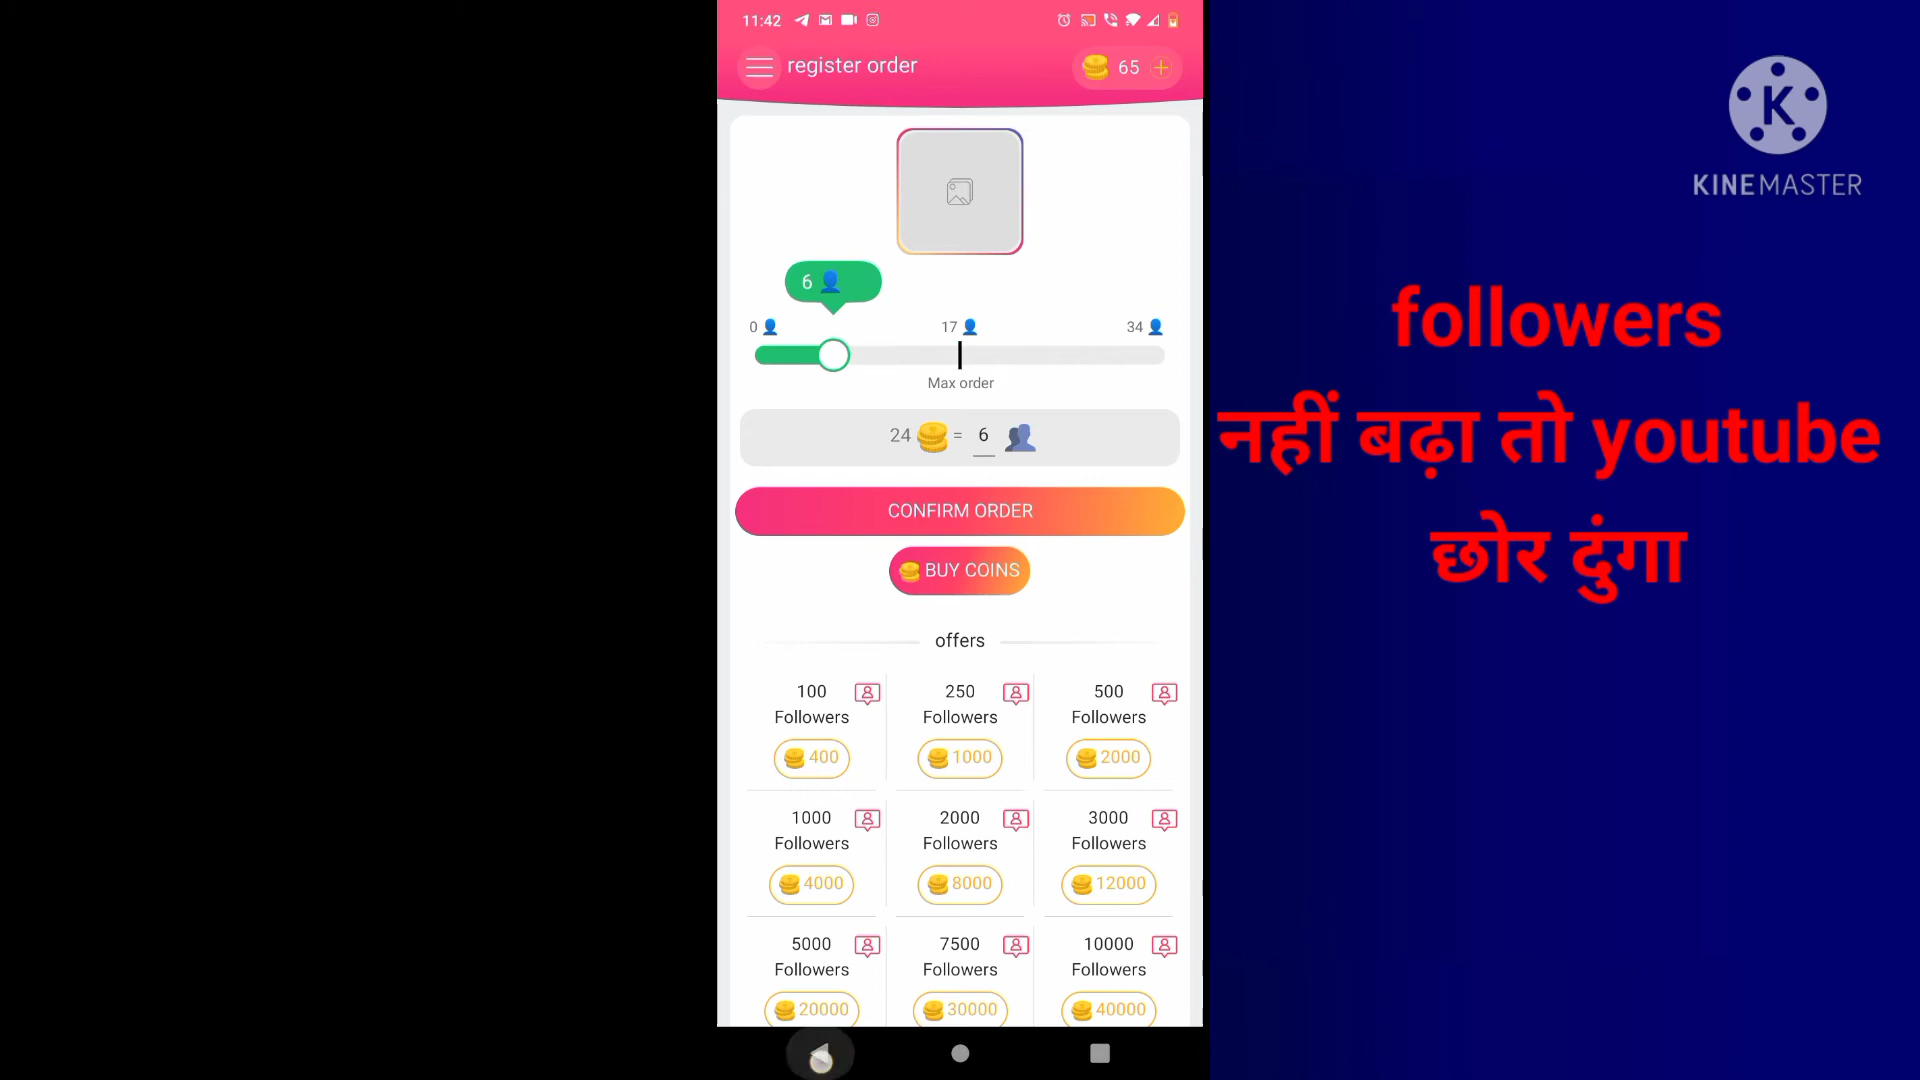 11:42
register order
65
6
0
17
34
Max order
24 = 6
CONFIRM ORDER
BUY COINS
offers
100 Followers
400
250 Followers
1000
500 Followers
2000
1000 Followers
4000
2000 Followers
8000
3000 Followers
12000
5000 Followers
20000
7500 Followers
30000
10000 Followers
40000
K
KINEMASTER
followers
नहीं बढ़ा तो youtube
छोर दुंगा